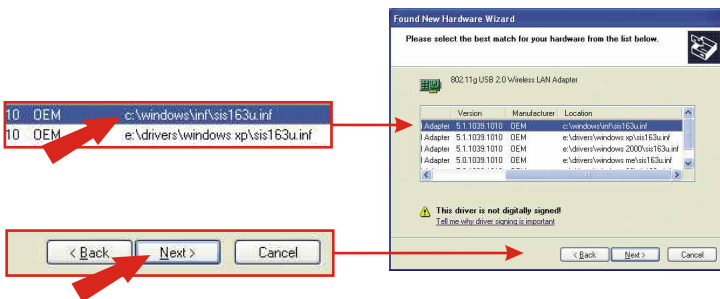 10 OEM c:\windows\inf\sis163u.inf
10 OEM e:\drivers\windows xp\sis163u.inf
< Back Next > Cancel
Found New Hardware Wizard
Please select the best match for your hardware from the list below.
802.11g USB 2.0 Wireless LAN Adapter
Version Manufacturer Location
l Adapter 5.1.1039.1010 OEM c:\windows\inf\sis163u.inf
l Adapter 5.1.1039.1010 OEM e:\drivers\windows xp\sis163u.inf
l Adapter 5.1.1039.1010 OEM e:\drivers\windows 2000\sis163u.inf
l Adapter 5.0.1039.1010 OEM e:\drivers\windows me\sis163u.inf
This driver is not digitally signed!
Tell me why driver signing is important
< Back Next > Cancel